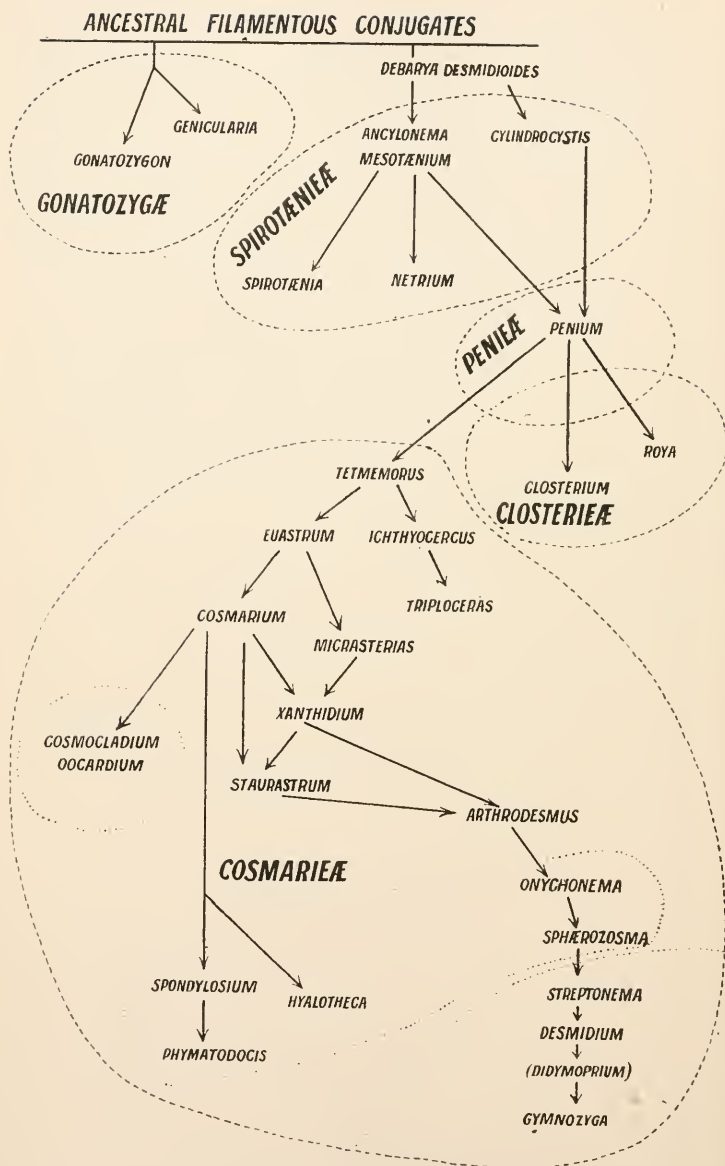 ANCESTRAL FILAMENTOUS CONJUGATES
DEBARYA DESMIDIOIDES
GENICULARIA
GONATOZYGON
GONATOZYGÆ
ANCYLONEMA
MESOTÆNIUM
CYLINDROCYSTIS
SPIROTÆNIEÆ
SPIROTÆNIA
NETRIUM
PENIEÆ
PENIUM
ROYA
CLOSTERIUM
CLOSTERIEÆ
TETMEMORUS
EUASTRUM
ICHTHYOCERCUS
TRIPLOCERAS
COSMARIUM
MICRASTERIAS
XANTHIDIUM
COSMOCLADIUM
OOCARDIUM
STAURASTRUM
ARTHRODESMUS
COSMARIEÆ
ONYCHONEMA
SPHÆROZOSMA
SPONDYLOSIUM
HYALOTHECA
STREPTONEMA
PHYMATODOCIS
DESMIDIUM
(DIDYMOPRIUM)
GYMNOZYGA